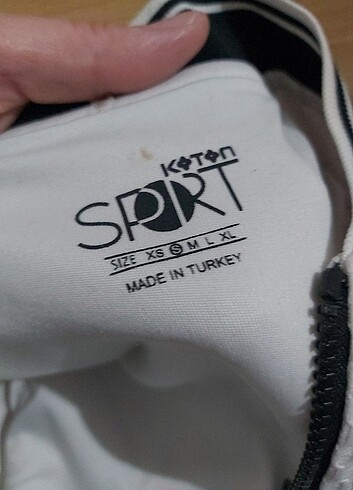 KOTON
SPORT
SIZE XS S M L XL
MADE IN TURKEY